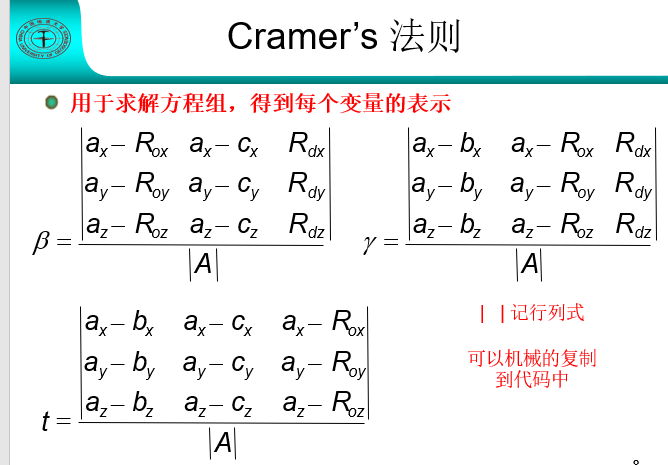 Cramer’s 法则
用于求解方程组，得到每个变量的表示
β = |a_x − R_ox  a_x − c_x  R_dx|
|a_y − R_oy  a_y − c_y  R_dy|
|a_z − R_oz  a_z − c_z  R_dz|
|A|
γ = |a_x − b_x  a_x − R_ox  R_dx|
|a_y − b_y  a_y − R_oy  R_dy|
|a_z − b_z  a_z − R_oz  R_dz|
|A|
t = |a_x − b_x  a_x − c_x  a_x − R_ox|
|a_y − b_y  a_y − c_y  a_y − R_oy|
|a_z − b_z  a_z − c_z  a_z − R_oz|
|A|
| | 记行列式
可以机械的复制
到代码中